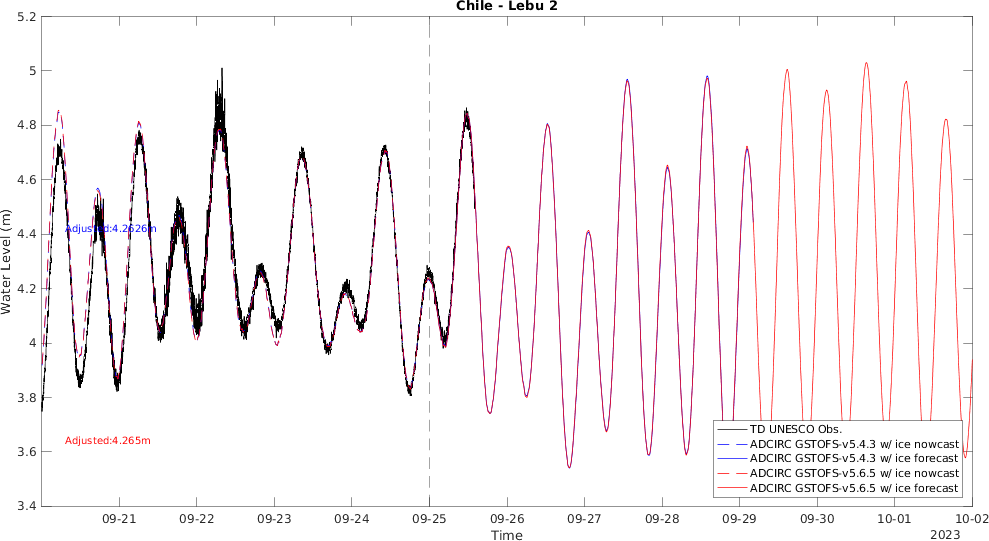 Chile - Lebu 2
5.2
5
4.8
4.6
4.4
4.2
4
3.8
3.6
3.4
Water Level (m)
Adjusted:4.2626m
Adjusted:4.265m
TD UNESCO Obs.
ADCIRC GSTOFS-v5.4.3 w/ ice nowcast
ADCIRC GSTOFS-v5.4.3 w/ ice forecast
ADCIRC GSTOFS-v5.6.5 w/ ice nowcast
ADCIRC GSTOFS-v5.6.5 w/ ice forecast
09-21
09-22
09-23
09-24
09-25
09-26
09-27
09-28
09-29
09-30
10-01
10-02
Time
2023